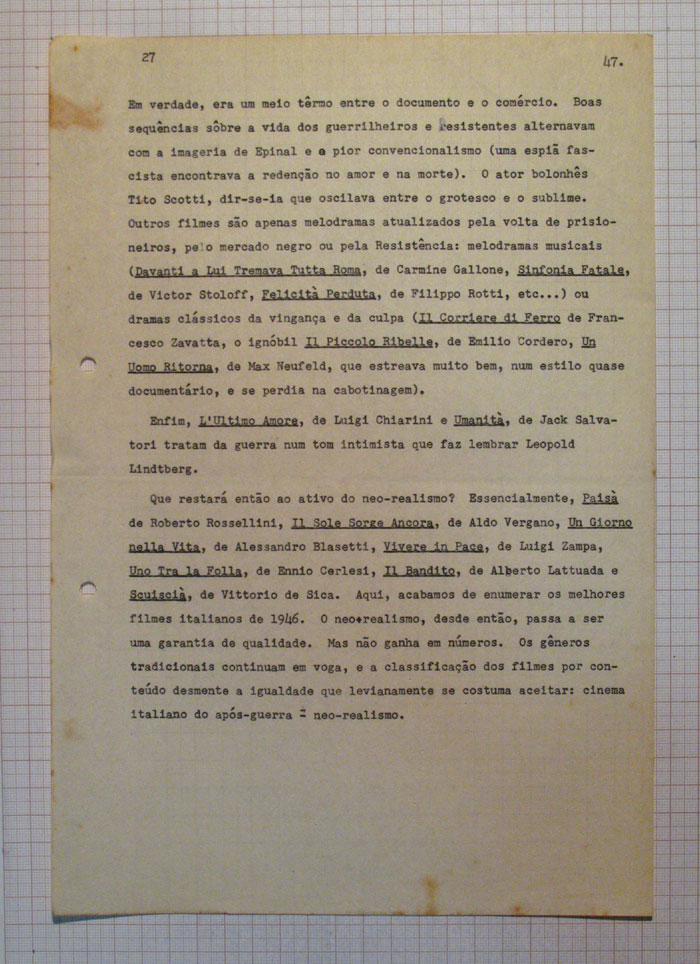 27
47.
Em verdade, era um meio têrmo entre o documento e o comércio. Boas
sequências sôbre a vida dos guerrilheiros e resistentes alternavam
com a imageria de Epinal e o pior convencionalismo (uma espiã fas-
cista encontrava a redenção no amor e na morte). O ator bolonhês
Tito Scotti, dir-se-ia que oscilava entre o grotesco e o sublime.
Outros filmes são apenas melodramas atualizados pela volta de prisio-
neiros, pelo mercado negro ou pela Resistência: melodramas musicais
(Davanti a Lui Tremava Tutta Roma, de Carmine Gallone, Sinfonia Fatale,
de Victor Stoloff, Felicità Perduta, de Filippo Rotti, etc...) ou
dramas clássicos da vingança e da culpa (Il Corriere di Ferro de Fran-
cesco Zavatta, o ignóbil Il Piccolo Ribelle, de Emilio Cordero, Un
Uomo Ritorna, de Max Neufeld, que estreava muito bem, num estilo quase
documentário, e se perdia na cabotinagem).
Enfim, L'Ultimo Amore, de Luigi Chiarini e Umanità, de Jack Salva-
tori tratam da guerra num tom intimista que faz lembrar Leopold
Lindtberg.
Que restará então ao ativo do neo-realismo? Essencialmente, Paisà
de Roberto Rossellini, Il Sole Sorge Ancora, de Aldo Vergano, Un Giorno
nella Vita, de Alessandro Blasetti, Vivere in Pace, de Luigi Zampa,
Uno Tra la Folla, de Ennio Cerlesi, Il Bandito, de Alberto Lattuada e
Scuiscià, de Vittorio de Sica. Aqui, acabamos de enumerar os melhores
filmes italianos de 1946. O neo-realismo, desde então, passa a ser
uma garantia de qualidade. Mas não ganha em números. Os gêneros
tradicionais continuam em voga, e a classificação dos filmes por con-
teúdo desmente a igualdade que levianamente se costuma aceitar: cinema
italiano do após-guerra = neo-realismo.